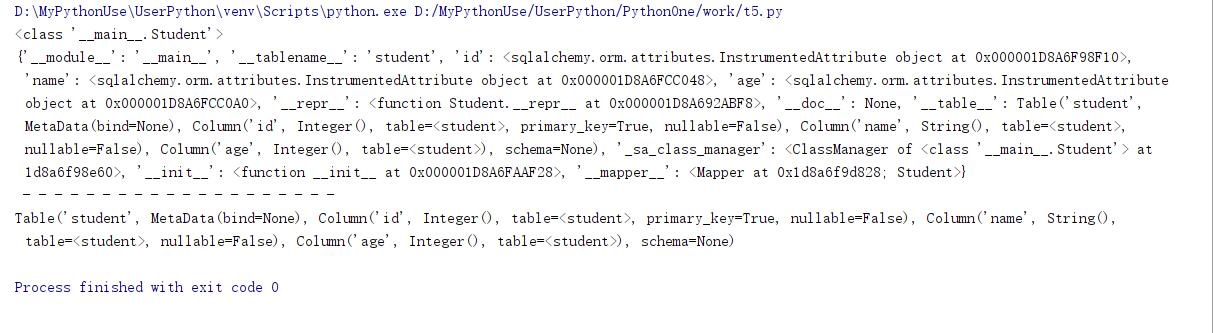 D:\MyPythonUse\UserPython\venv\Scripts\python.exe D:/MyPythonUse/UserPython/PythonOne/work/t5.py
<class '__main__.Student'>
{'__module__': '__main__', '__tablename__': 'student', 'id': <sqlalchemy.orm.attributes.InstrumentedAttribute object at 0x000001D8A6F98F10>,
'name': <sqlalchemy.orm.attributes.InstrumentedAttribute object at 0x000001D8A6FCC048>, 'age': <sqlalchemy.orm.attributes.InstrumentedAttribute
object at 0x000001D8A6FCC0A0>, '__repr__': <function Student.__repr__ at 0x000001D8A692ABF8>, '__doc__': None, '__table__': Table('student',
MetaData(bind=None), Column('id', Integer(), table=<student>, primary_key=True, nullable=False), Column('name', String(), table=<student>,
nullable=False), Column('age', Integer(), table=<student>), schema=None), '_sa_class_manager': <ClassManager of <class '__main__.Student'> at
1d8a6f98e60>, '__init__': <function __init__ at 0x000001D8A6FAAF28>, '__mapper__': <Mapper at 0x1d8a6f9d828; Student>}
- - - - - - - - - - - - - - - - - - - -
Table('student', MetaData(bind=None), Column('id', Integer(), table=<student>, primary_key=True, nullable=False), Column('name', String(),
table=<student>, nullable=False), Column('age', Integer(), table=<student>), schema=None)
Process finished with exit code 0